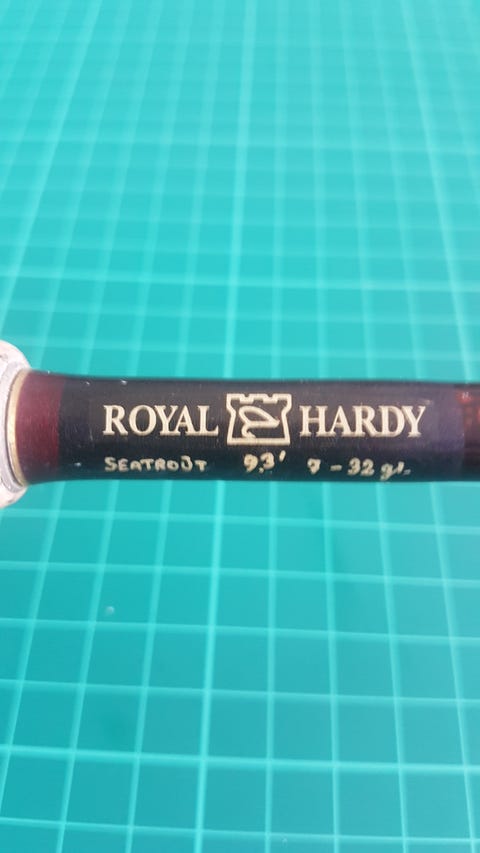 ROYAL HARDY
SEATROUT 9,3' 7 - 32 gr.